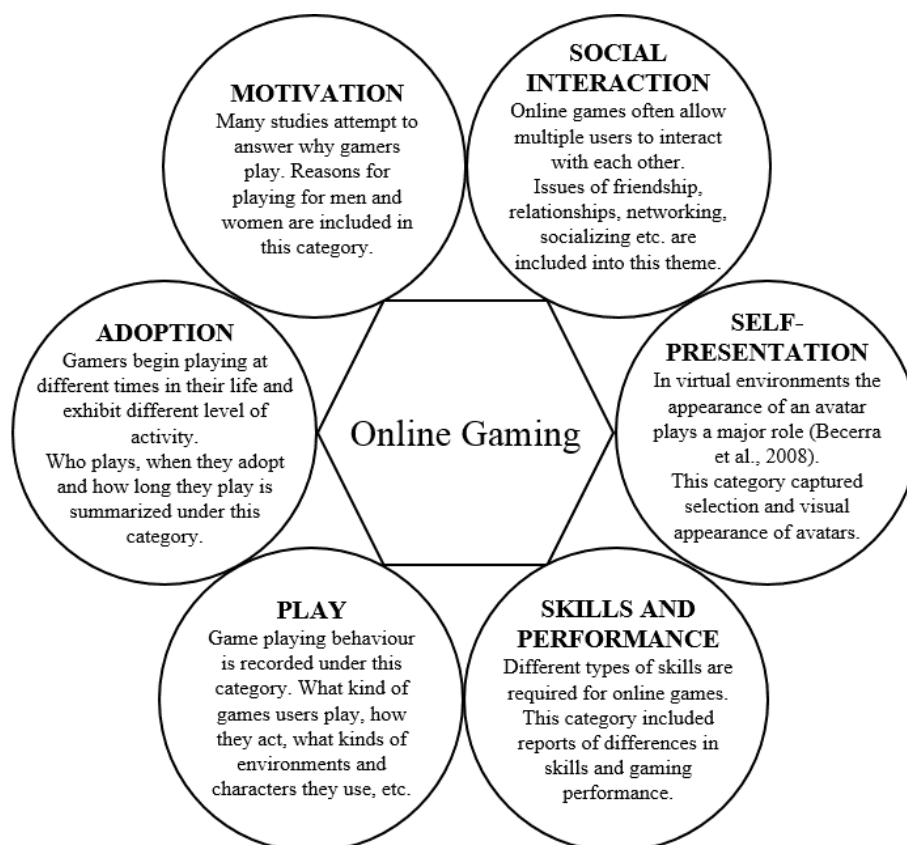 MOTIVATION
Many studies attempt to
answer why gamers
play. Reasons for
playing for men and
women are included in
this category.
SOCIAL
INTERACTION
Online games often allow
multiple users to interact
with each other.
Issues of friendship,
relationships, networking,
socializing etc. are
included into this theme.
ADOPTION
Gamers begin playing at
different times in their life and
exhibit different level of
activity.
Who plays, when they adopt
and how long they play is
summarized under this
category.
Online Gaming
SELF-
PRESENTATION
In virtual environments the
appearance of an avatar
plays a major role (Becerra
et al., 2008).
This category captured
selection and visual
appearance of avatars.
PLAY
Game playing behaviour
is recorded under this
category. What kind of
games users play, how
they act, what kinds of
environments and
characters they use, etc.
SKILLS AND
PERFORMANCE
Different types of skills are
required for online games.
This category included
reports of differences in
skills and gaming
performance.